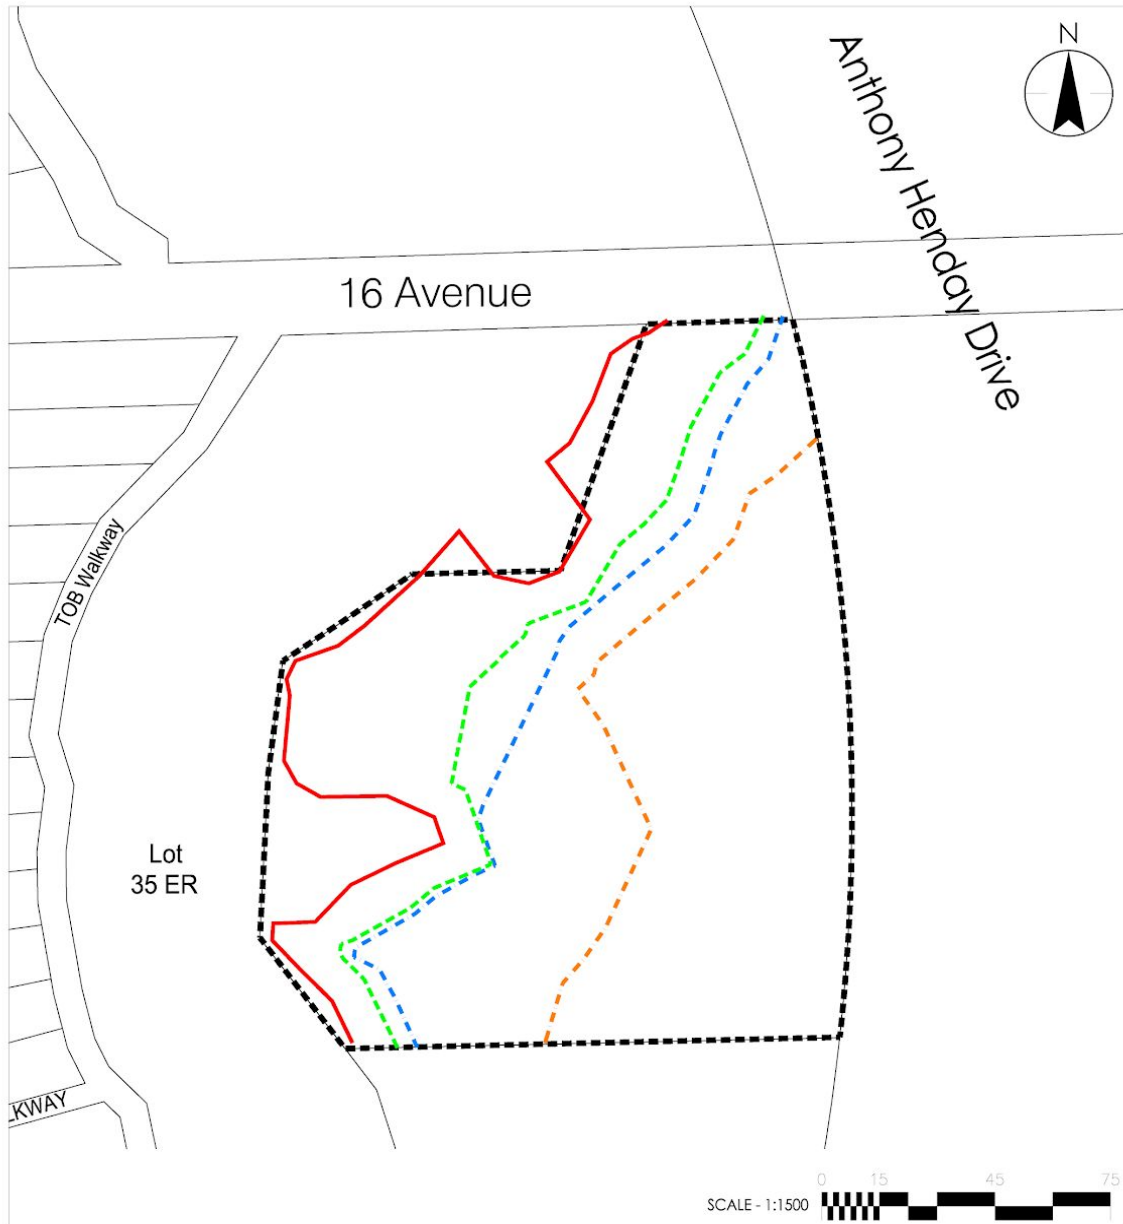 N
Anthony Henday Drive
16 Avenue
TOB Walkway
Lot
35 ER
LKWAY
0 15 45 75
SCALE - 1:1500